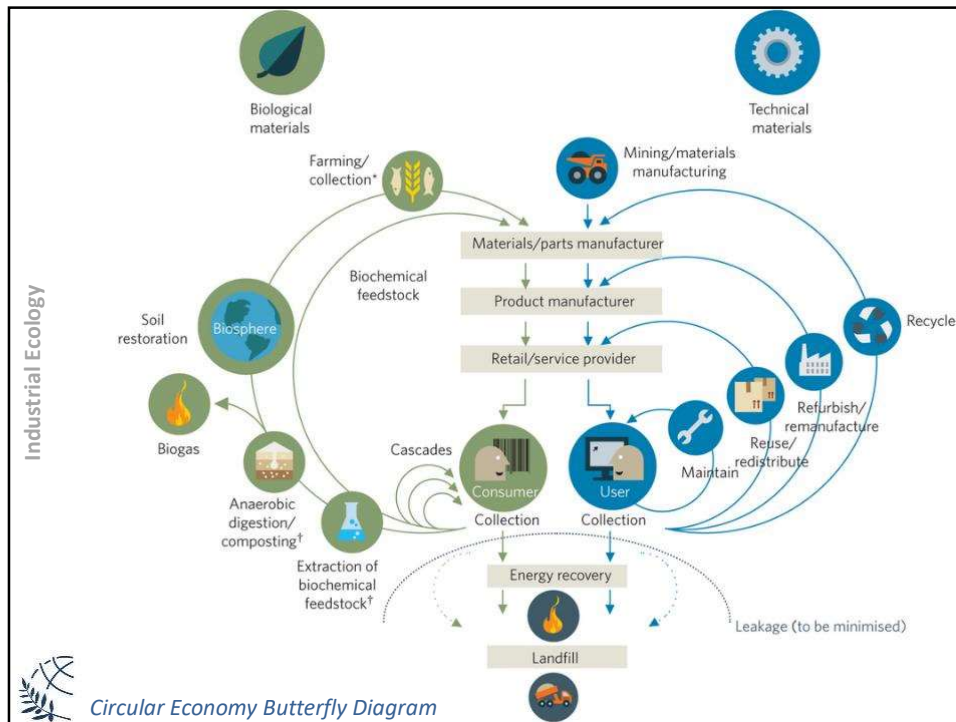 Biological
materials
Technical
materials
Farming/
collection*
Mining/materials
manufacturing
Materials/parts manufacturer
Biochemical
feedstock
Product manufacturer
Soil
restoration
Biosphere
Recycle
Retail/service provider
Refurbish/
remanufacture
Biogas
Reuse/
redistribute
Cascades
Maintain
Consumer
User
Anaerobic
digestion/
composting†
Collection
Collection
Extraction of
biochemical
feedstock†
Energy recovery
Leakage (to be minimised)
Landfill
Industrial Ecology
Circular Economy Butterfly Diagram